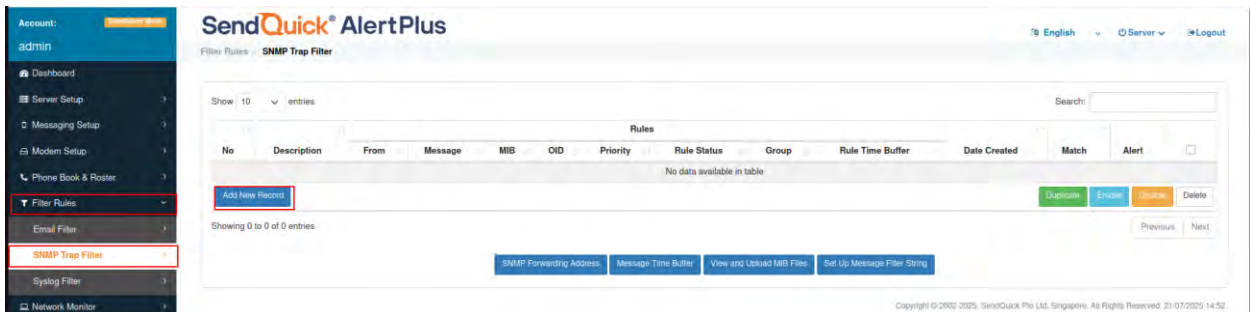 Account:
admin
Dashboard
Server Setup
Messaging Setup
Modem Setup
Phone Book & Roster
Filter Rules
Email Filter
SNMP Trap Filter
Syslog Filter
Network Monitor
SendQuick® AlertPlus
Filter Rules > SNMP Trap Filter
English Server Logout
Show 10 entries
Search:
Rules
No Description From Message MIB OID Priority Rule Status Group Rule Time Buffer Date Created Match Alert
No data available in table
Add New Record
Duplicate Enable Disable Delete
Showing 0 to 0 of 0 entries
Previous Next
SNMP Forwarding Address Message Time Buffer View and Upload MIB Files Set Up Message Filter String
Copyright © 2002-2025, SendQuick Pte Ltd, Singapore. All Rights Reserved. 21/07/2025 14:52